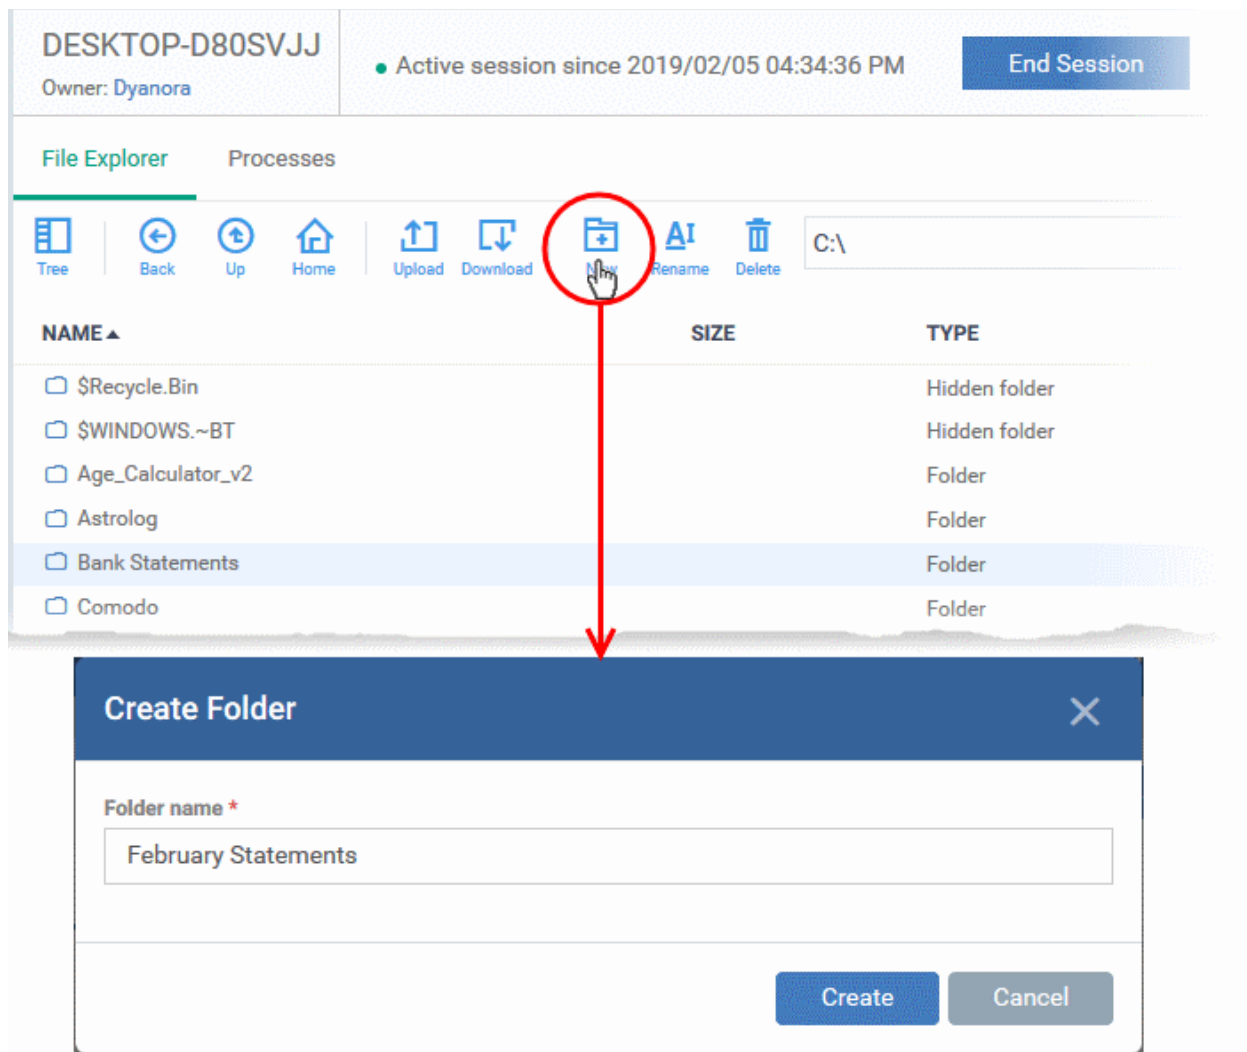 DESKTOP-D80SVJJ
Owner: Dyanora
Active session since 2019/02/05 04:34:36 PM
End Session
File Explorer Processes
Tree Back Up Home Upload Download Rename Delete
C:\
NAME SIZE TYPE
$Recycle.Bin Hidden folder
$WINDOWS.~BT Hidden folder
Age_Calculator_v2 Folder
Astrolog Folder
Bank Statements Folder
Comodo Folder
Create Folder
Folder name *
February Statements
Create Cancel